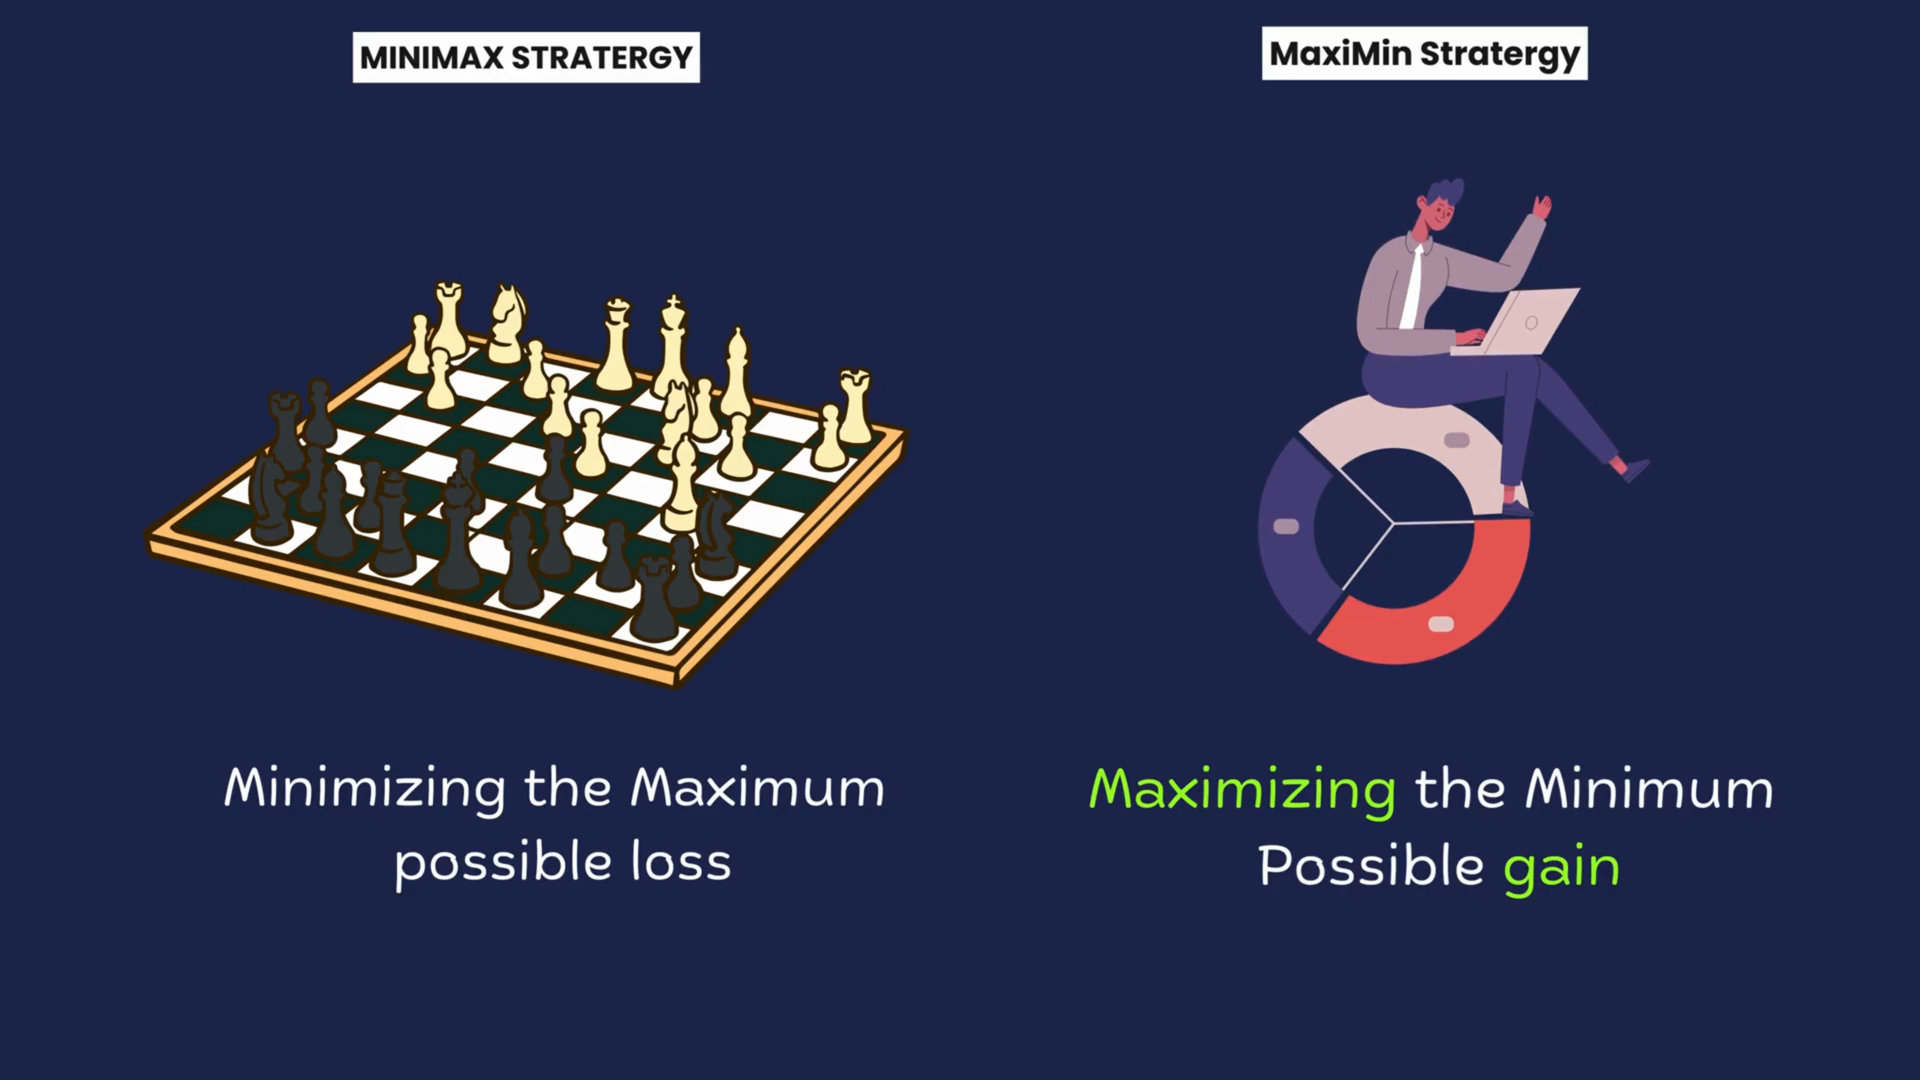 MINIMAX STRATERGY
Minimizing the Maximum
possible loss
MaxiMin Stratergy
Maximizing the Minimum
Possible gain